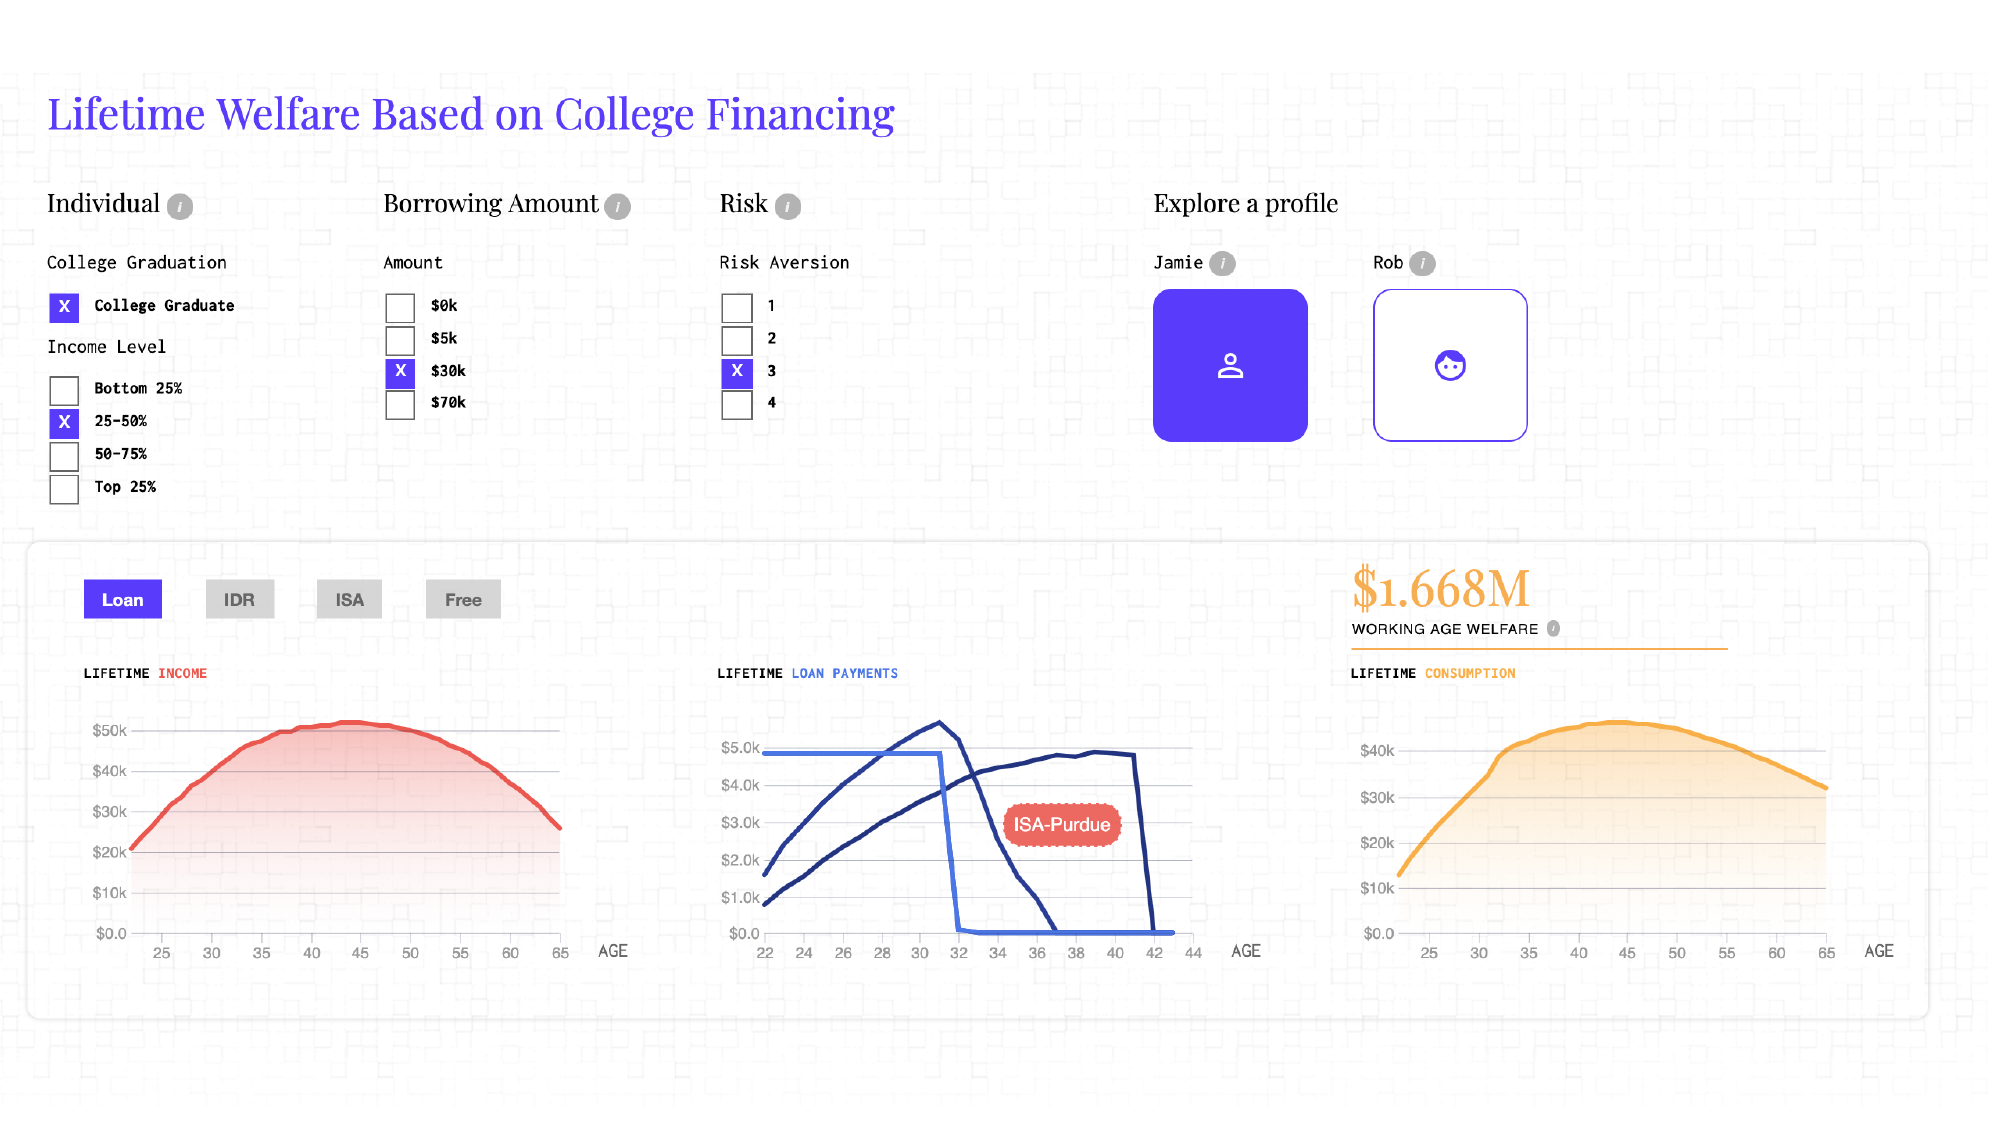 Lifetime Welfare Based on College Financing
Individual i
Borrowing Amount i
Risk i
Explore a profile
College Graduation
Amount
Risk Aversion
Jamie i
Rob i
X College Graduate
Income Level
Bottom 25%
X 25-50%
50-75%
Top 25%
$0k
$5k
X $30k
$70k
1
2
X 3
4
Loan
IDR
ISA
Free
$1.668M
WORKING AGE WELFARE i
LIFETIME INCOME
$50k
$40k
$30k
$20k
$10k
$0.0
25 30 35 40 45 50 55 60 65 AGE
LIFETIME LOAN PAYMENTS
$5.0k
$4.0k
$3.0k
$2.0k
$1.0k
$0.0
ISA-Purdue
22 24 26 28 30 32 34 36 38 40 42 44 AGE
LIFETIME CONSUMPTION
$40k
$30k
$20k
$10k
$0.0
25 30 35 40 45 50 55 60 65 AGE